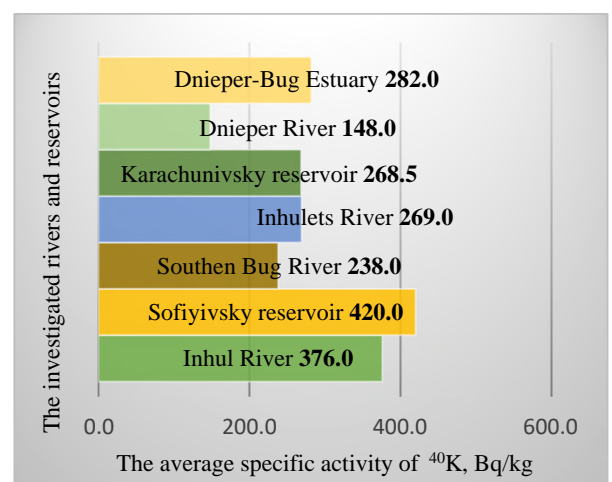 The investigated rivers and reservoirs
Dnieper-Bug Estuary 282.0
Dnieper River 148.0
Karachunivsky reservoir 268.5
Inhulets River 269.0
Southen Bug River 238.0
Sofiyivsky reservoir 420.0
Inhul River 376.0
0.0 200.0 400.0 600.0
The average specific activity of ⁴⁰K, Bq/kg